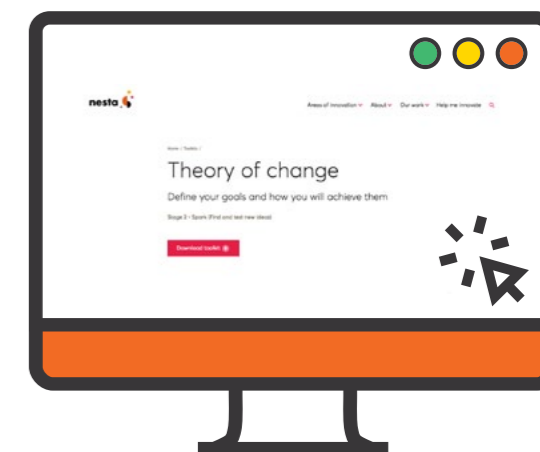 nesta
Areas of innovation About Our work Help me innovate
Home / Toolkits /
Theory of change
Define your goals and how you will achieve them
Stage 2 - Spark (Find and test new ideas)
Download toolkit